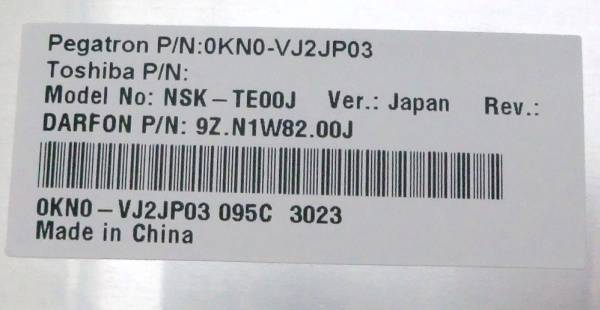 Pegatron P/N:0KN0-VJ2JP03
Toshiba P/N:
Model No: NSK-TE00J Ver.: Japan Rev.:
DARFON P/N: 9Z.N1W82.00J
0KN0-VJ2JP03 095C 3023
Made in China